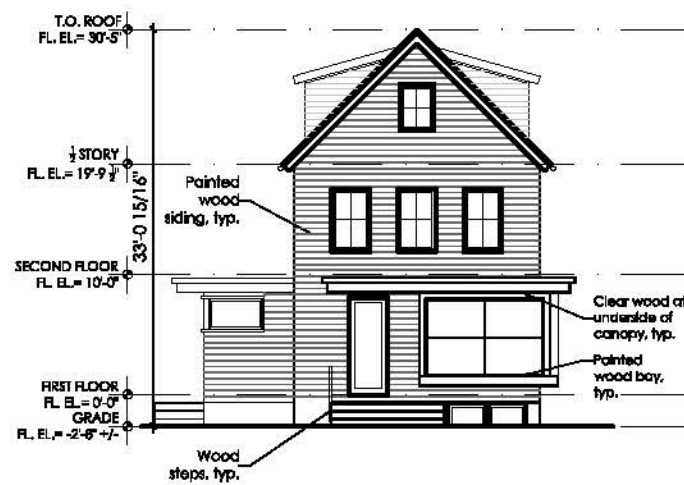 T.O. ROOF
FL. EL.= 30'-5"
½ STORY
FL. EL.= 19'-9 ½"
33'-0 15/16"
Painted
wood
siding, typ.
SECOND FLOOR
FL. EL.= 10'-0"
Clear wood at
underside of
canopy, typ.
Painted
wood bay,
typ.
FIRST FLOOR
FL. EL.= 0'-0"
GRADE
FL. EL.= -2'-8" +/-
Wood
steps, typ.